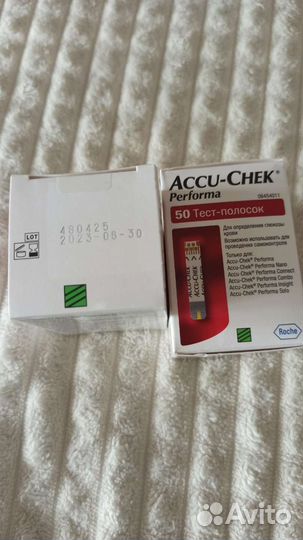 LOT
480425
2023-06-30
ACCU-CHEK®
Performa
06454011
50 Тест-полосок
Для определения глюкозы
крови
Возможно использовать для
проведения самоконтроля
Только для:
Accu-Chek® Performa
Accu-Chek® Performa Nano
Accu-Chek® Performa Connect
Accu-Chek® Performa Combo
Accu-Chek® Performa Insight
Accu-Chek® Performa Solo
ACCU-CHEK
Roche
Avito